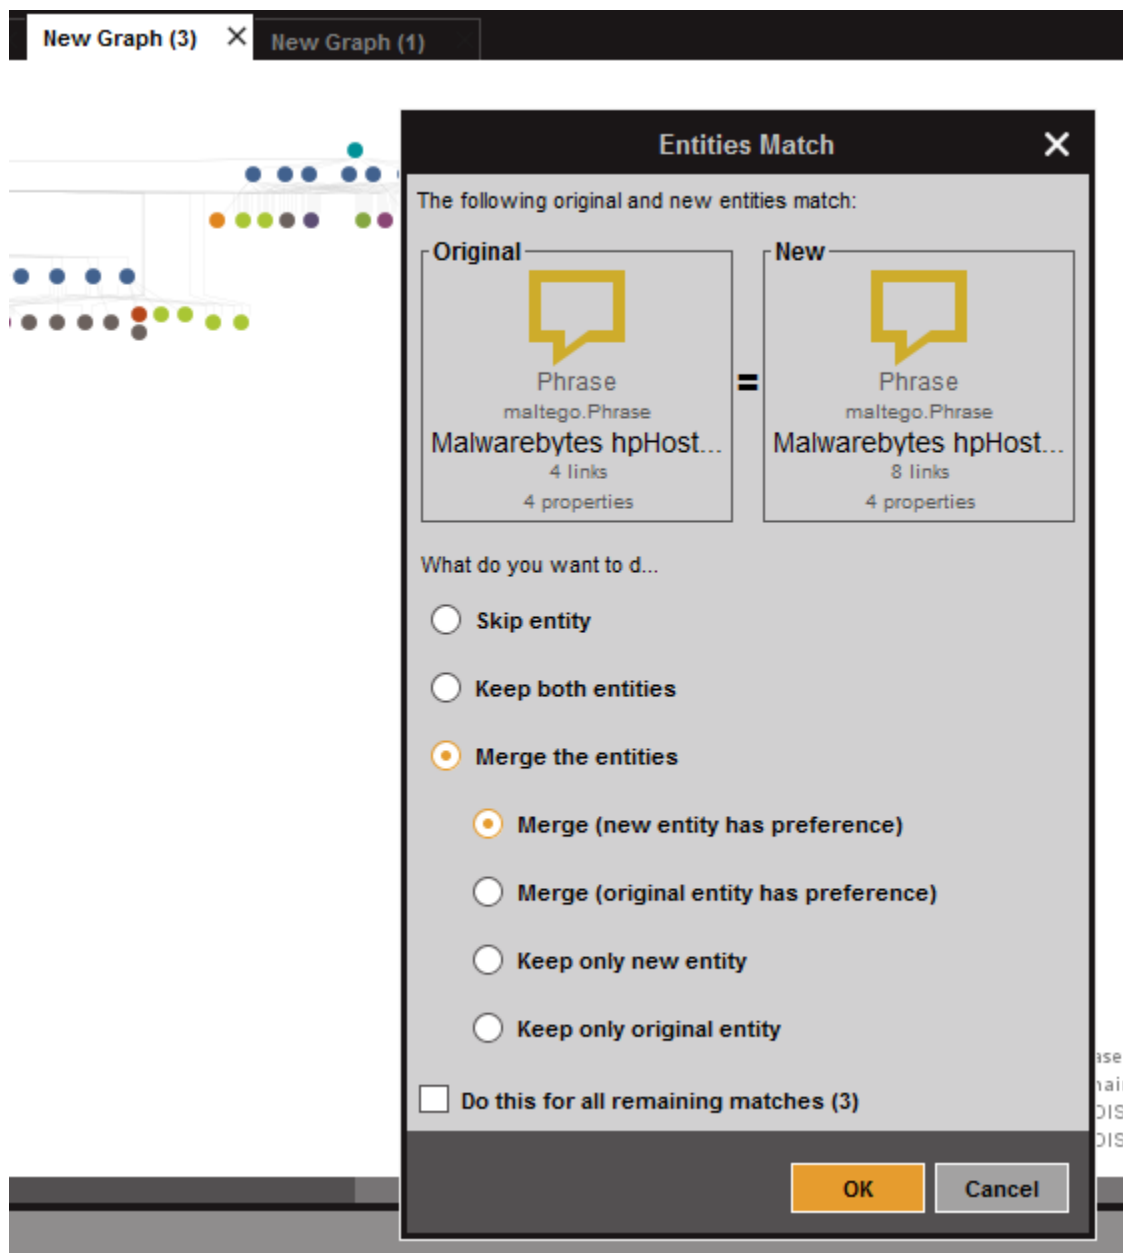 New Graph (3)
New Graph (1)
Entities Match
The following original and new entities match:
Original
Phrase
maltego.Phrase
Malwarebytes hpHost...
4 links
4 properties
=
New
Phrase
maltego.Phrase
Malwarebytes hpHost...
8 links
4 properties
What do you want to d...
Skip entity
Keep both entities
Merge the entities
Merge (new entity has preference)
Merge (original entity has preference)
Keep only new entity
Keep only original entity
Do this for all remaining matches (3)
OK
Cancel